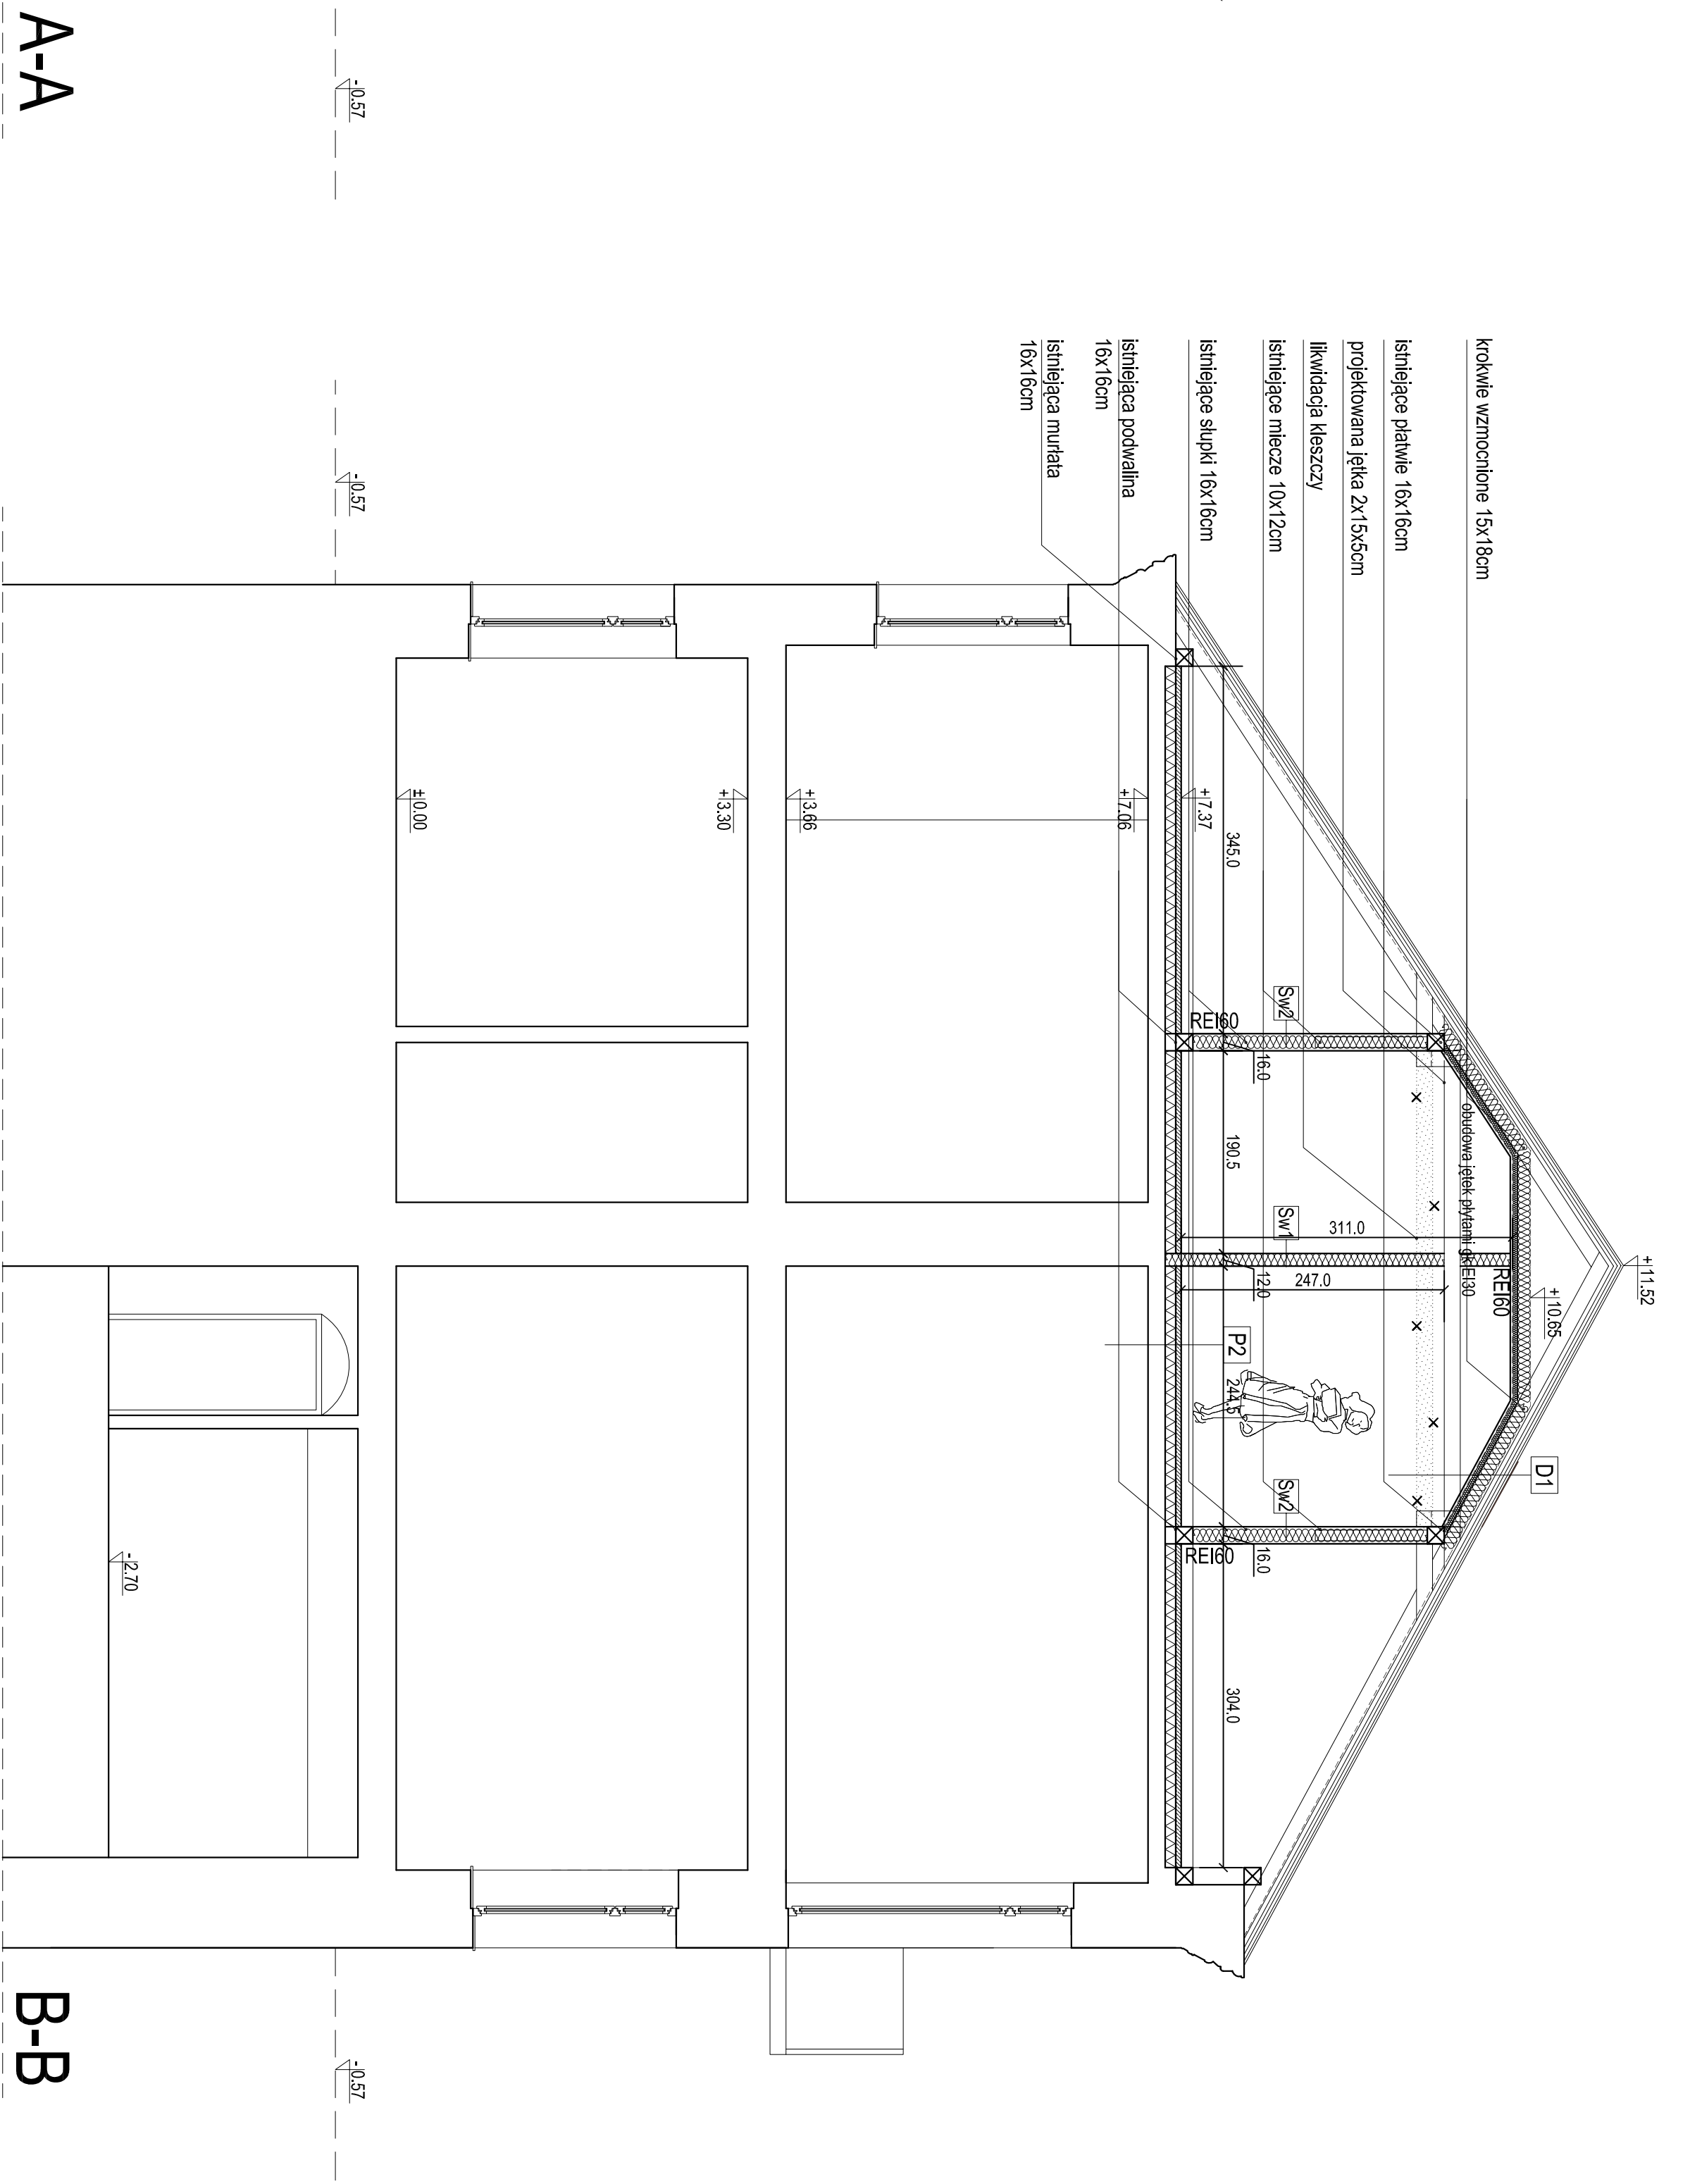 +11.52
+10.65
D1
krokwie wzmocnione 15x18cm
REI60
obudowa jętek płytami gk EI30
istniejące płatwie 16x16cm
projektowana jętka 2x15x5cm
likwidacja kleszczy
311.0
247.0
istniejące miecze 10x12cm
Sw2
Sw1
Sw2
16.0
12.0
16.0
345.0
190.5
P2
244.5
304.0
istniejące słupki 16x16cm
REI60
REI60
+7.37
istniejąca podwalina
16x16cm
+7.06
istniejąca murłata
16x16cm
+3.66
+3.30
±0.00
-0.57
-0.57
-0.57
-2.70
A-A
B-B